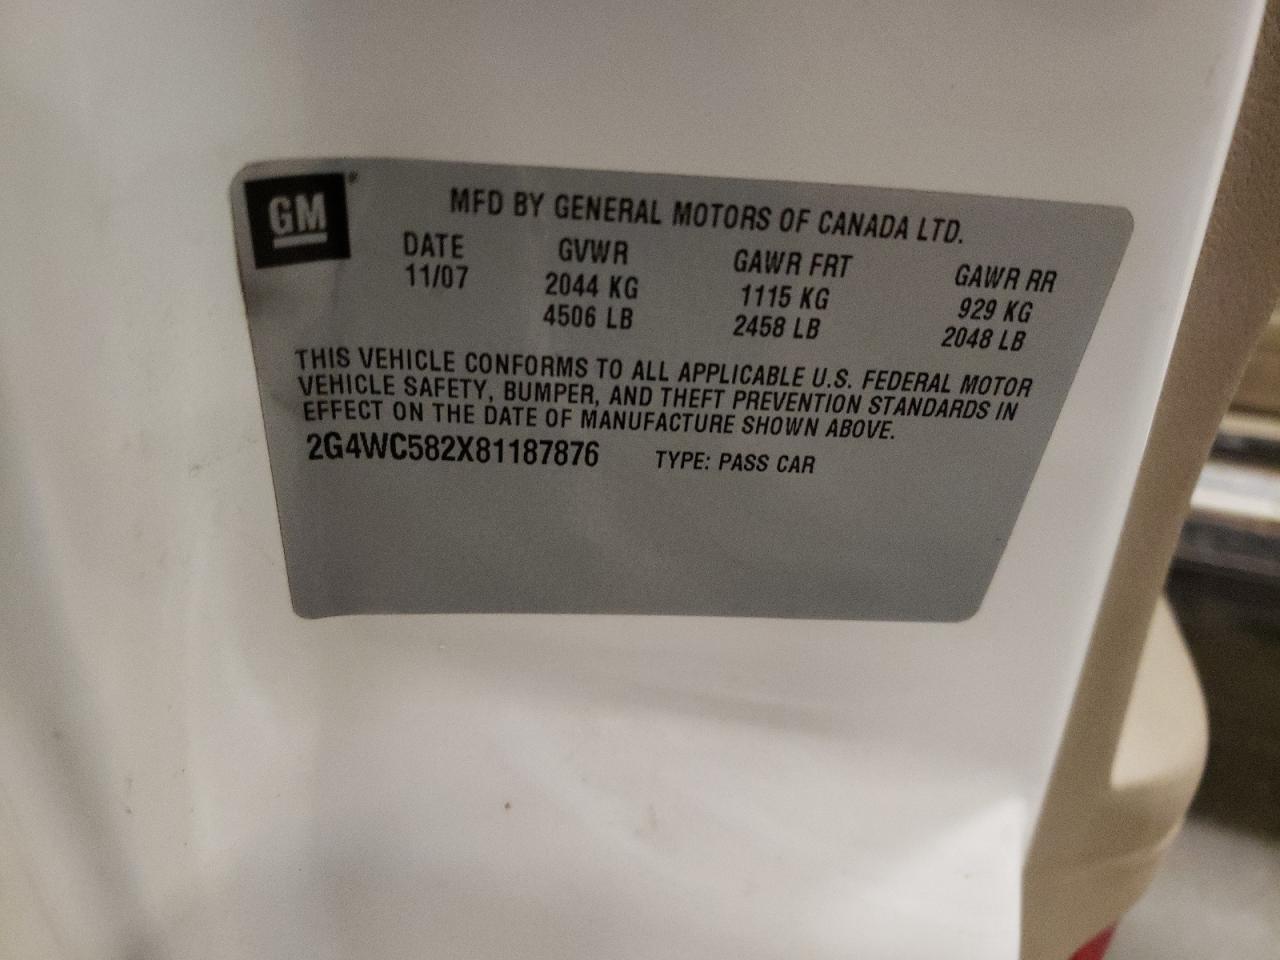 GM
MFD BY GENERAL MOTORS OF CANADA LTD.
DATE GVWR GAWR FRT GAWR RR
11/07 2044 KG 1115 KG 929 KG
4506 LB 2458 LB 2048 LB
THIS VEHICLE CONFORMS TO ALL APPLICABLE U.S. FEDERAL MOTOR
VEHICLE SAFETY, BUMPER, AND THEFT PREVENTION STANDARDS IN
EFFECT ON THE DATE OF MANUFACTURE SHOWN ABOVE.
2G4WC582X81187876 TYPE: PASS CAR